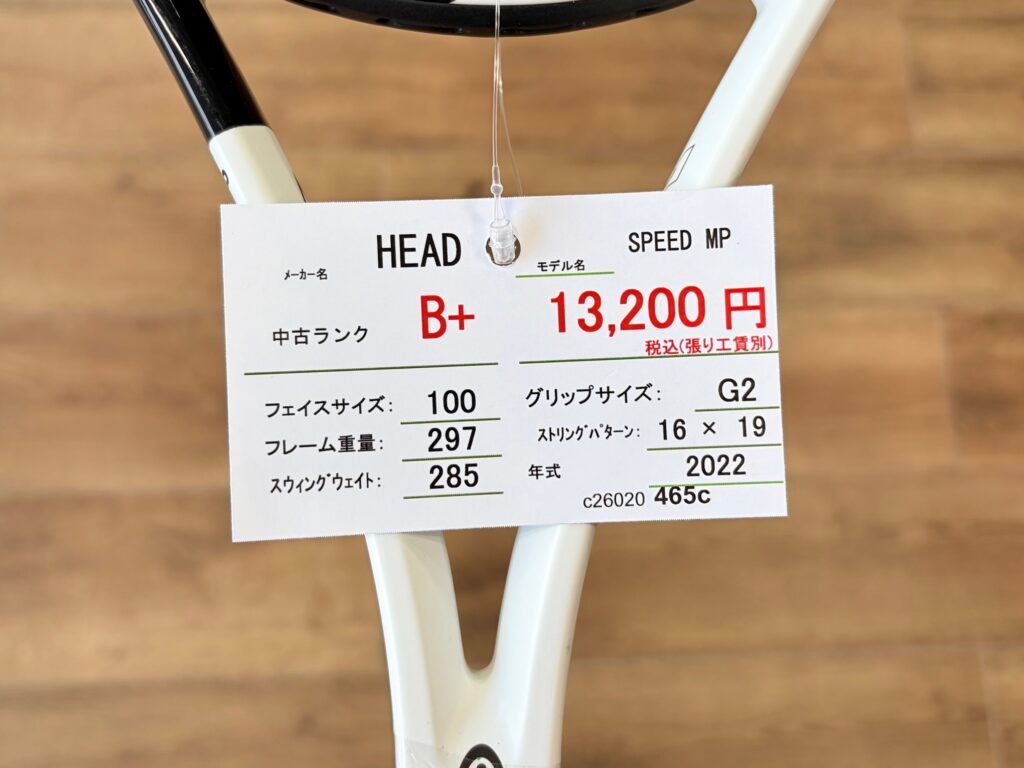 メーカー名 HEAD モデル名 SPEED MP
中古ランク B+ 13,200 円
税込(張り工賃別)
フェイスサイズ: 100 グリップサイズ: G2
フレーム重量: 297 ストリングパターン: 16 × 19
スウィングウェイト: 285 年式 2022
c26020 465c